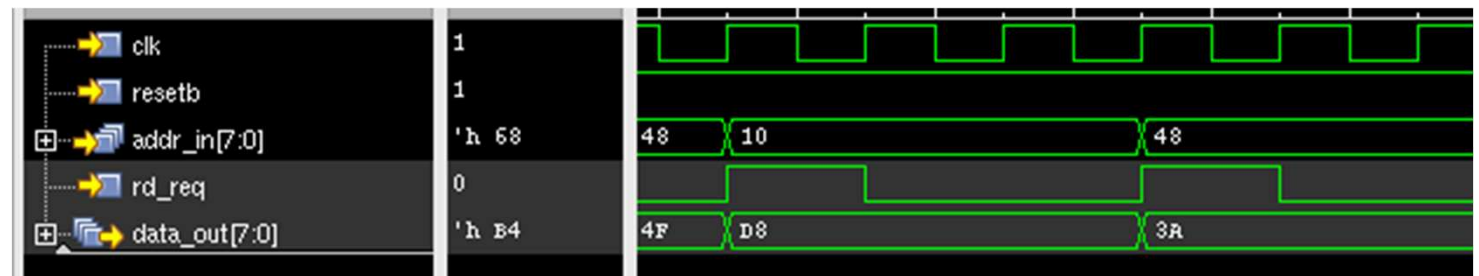 clk 1
resetb 1
addr_in[7:0] 'h 68 48 10 48
rd_req 0
data_out[7:0] 'h B4 4F D8 3A